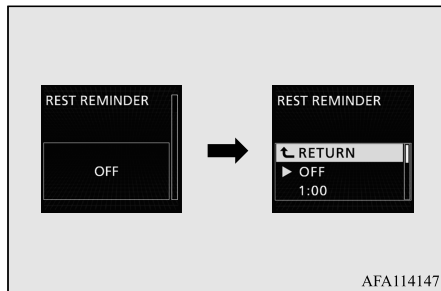 REST REMINDER
OFF
REST REMINDER
RETURN
OFF
1:00
AFA114147